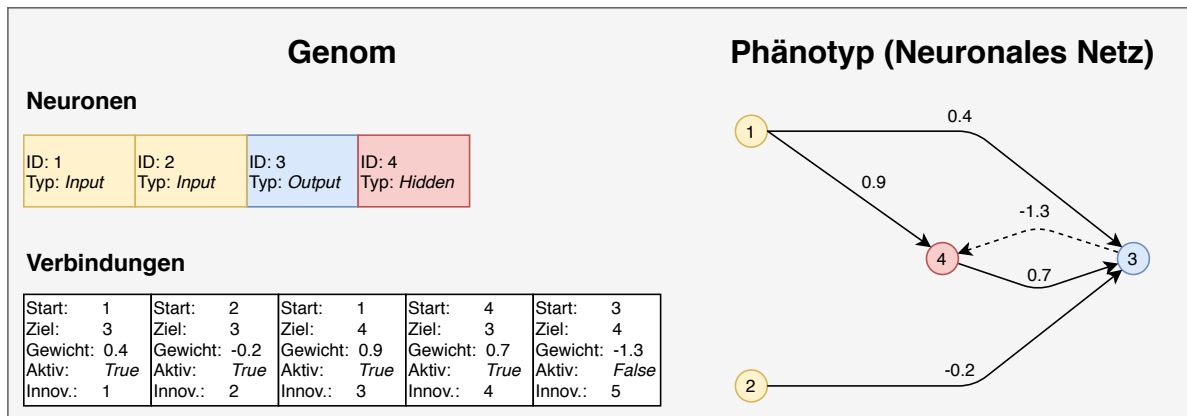 Genom
Neuronen
ID: 1 ID: 2 ID: 3 ID: 4
Typ: Input Typ: Input Typ: Output Typ: Hidden
Verbindungen
Start: 1 Start: 2 Start: 1 Start: 4 Start: 3
Ziel: 3 Ziel: 3 Ziel: 4 Ziel: 3 Ziel: 4
Gewicht: 0.4 Gewicht: -0.2 Gewicht: 0.9 Gewicht: 0.7 Gewicht: -1.3
Aktiv: True Aktiv: True Aktiv: True Aktiv: True Aktiv: False
Innov.: 1 Innov.: 2 Innov.: 3 Innov.: 4 Innov.: 5
Phänotyp (Neuronales Netz)
0.4
1
0.9
-1.3
4
3
0.7
-0.2
2